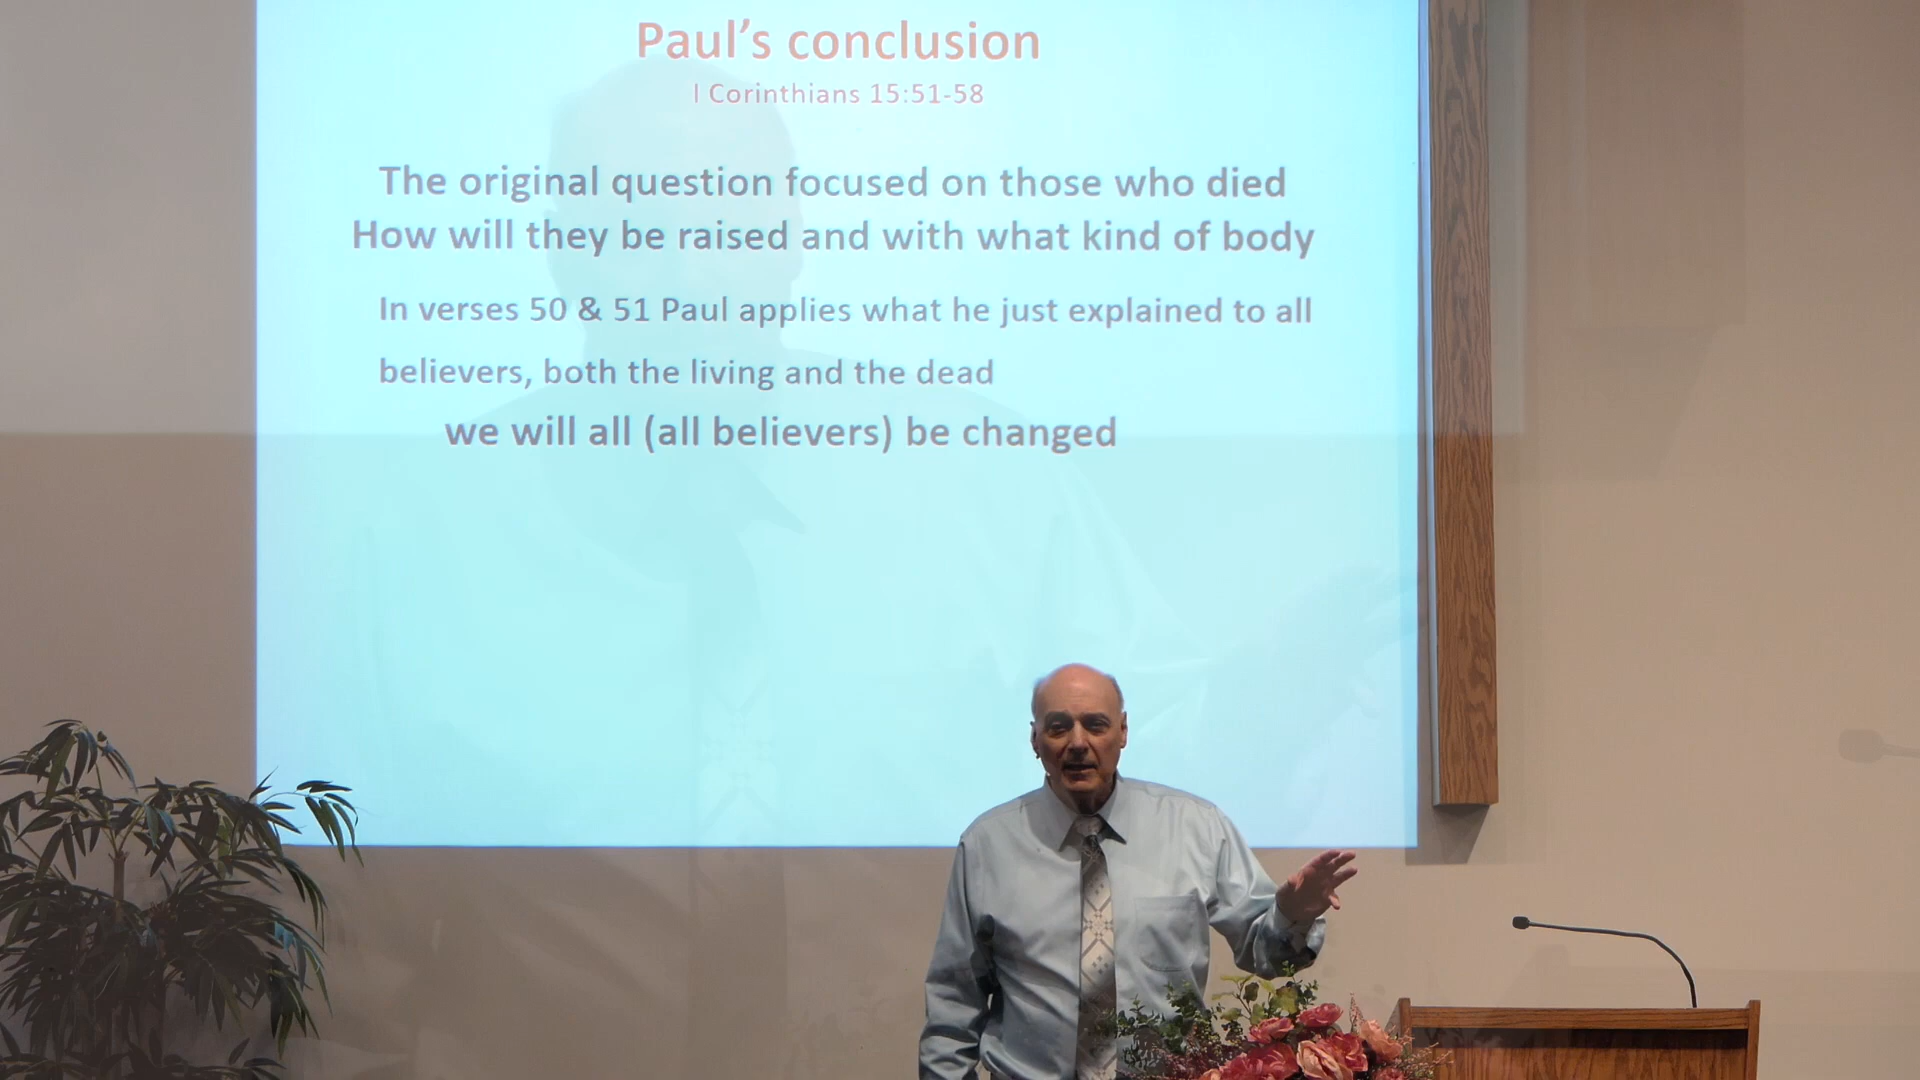 Paul’s conclusion
I Corinthians 15:51-58
The original question focused on those who died
How will they be raised and with what kind of body
In verses 50 & 51 Paul applies what he just explained to all
believers, both the living and the dead
we will all (all believers) be changed